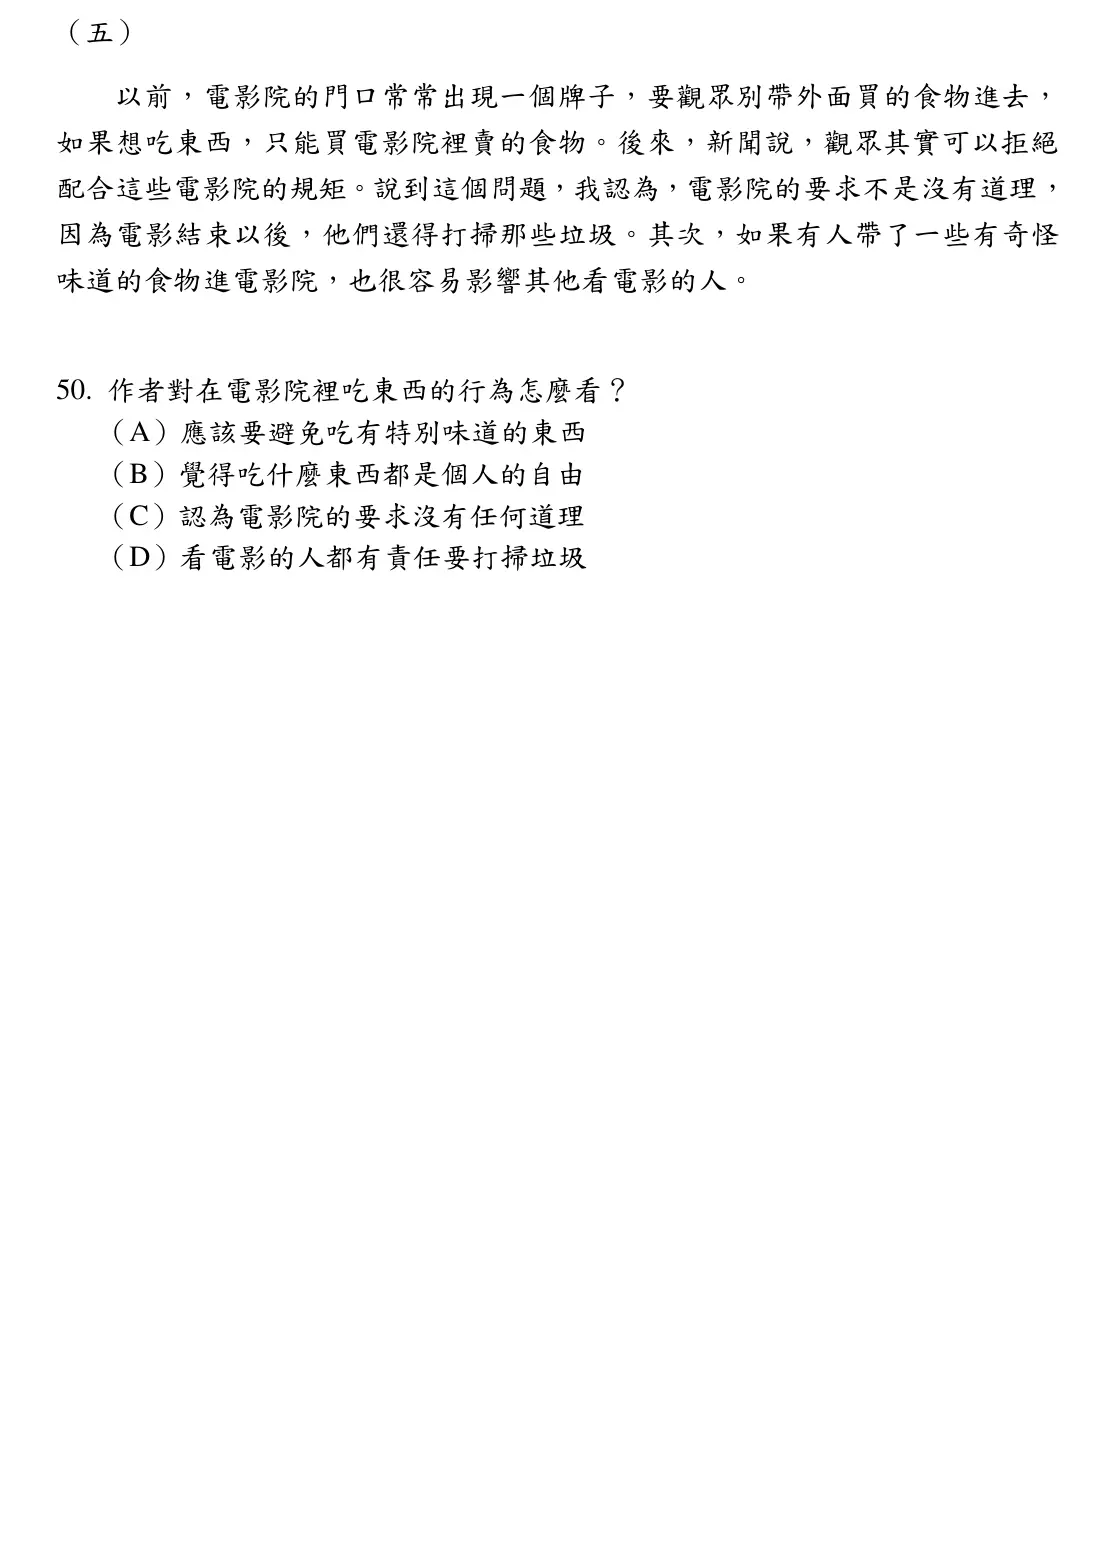 （五）
以前，電影院的門口常常出現一個牌子，要觀眾別帶外面買的食物進去，
如果想吃東西，只能買電影院裡賣的食物。後來，新聞說，觀眾其實可以拒絕
配合這些電影院的規矩。說到這個問題，我認為，電影院的要求不是沒有道理，
因為電影結束以後，他們還得打掃那些垃圾。其次，如果有人帶了一些有奇怪
味道的食物進電影院，也很容易影響其他看電影的人。
50. 作者對在電影院裡吃東西的行為怎麼看？
（A）應該要避免吃有特別味道的東西
（B）覺得吃什麼東西都是個人的自由
（C）認為電影院的要求沒有任何道理
（D）看電影的人都有責任要打掃垃圾